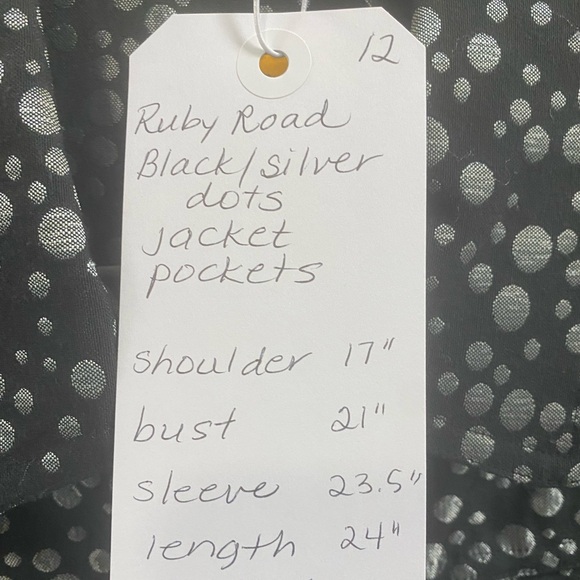 12
Ruby Road
Black/silver
dots
jacket
pockets
shoulder 17"
bust 21"
sleeve 23.5"
length 24"